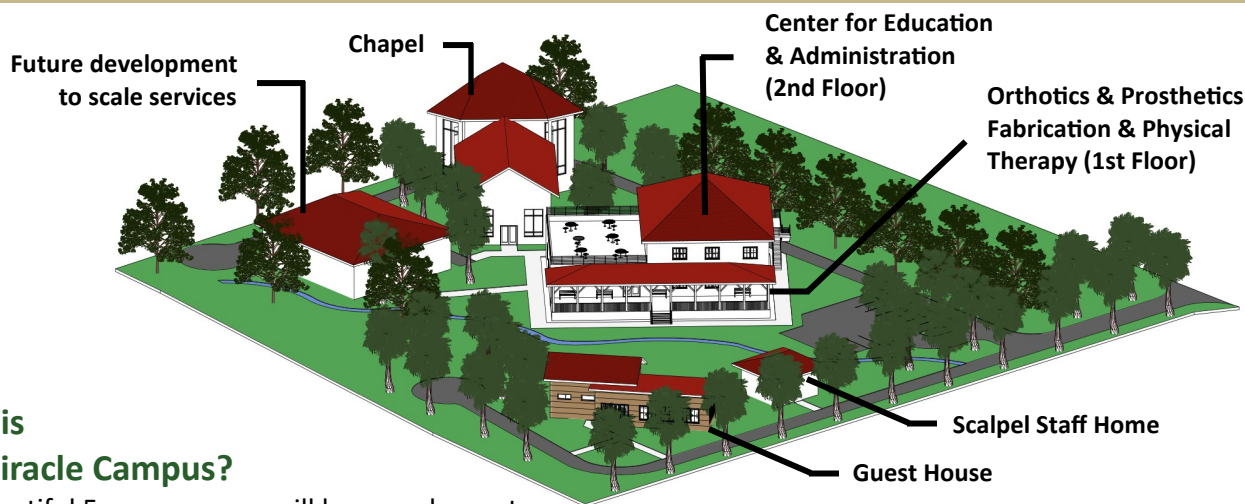 Future development
to scale services
Chapel
Center for Education
& Administration
(2nd Floor)
Orthotics & Prosthetics
Fabrication & Physical
Therapy (1st Floor)
Scalpel Staff Home
Guest House
is
iracle Campus?
will